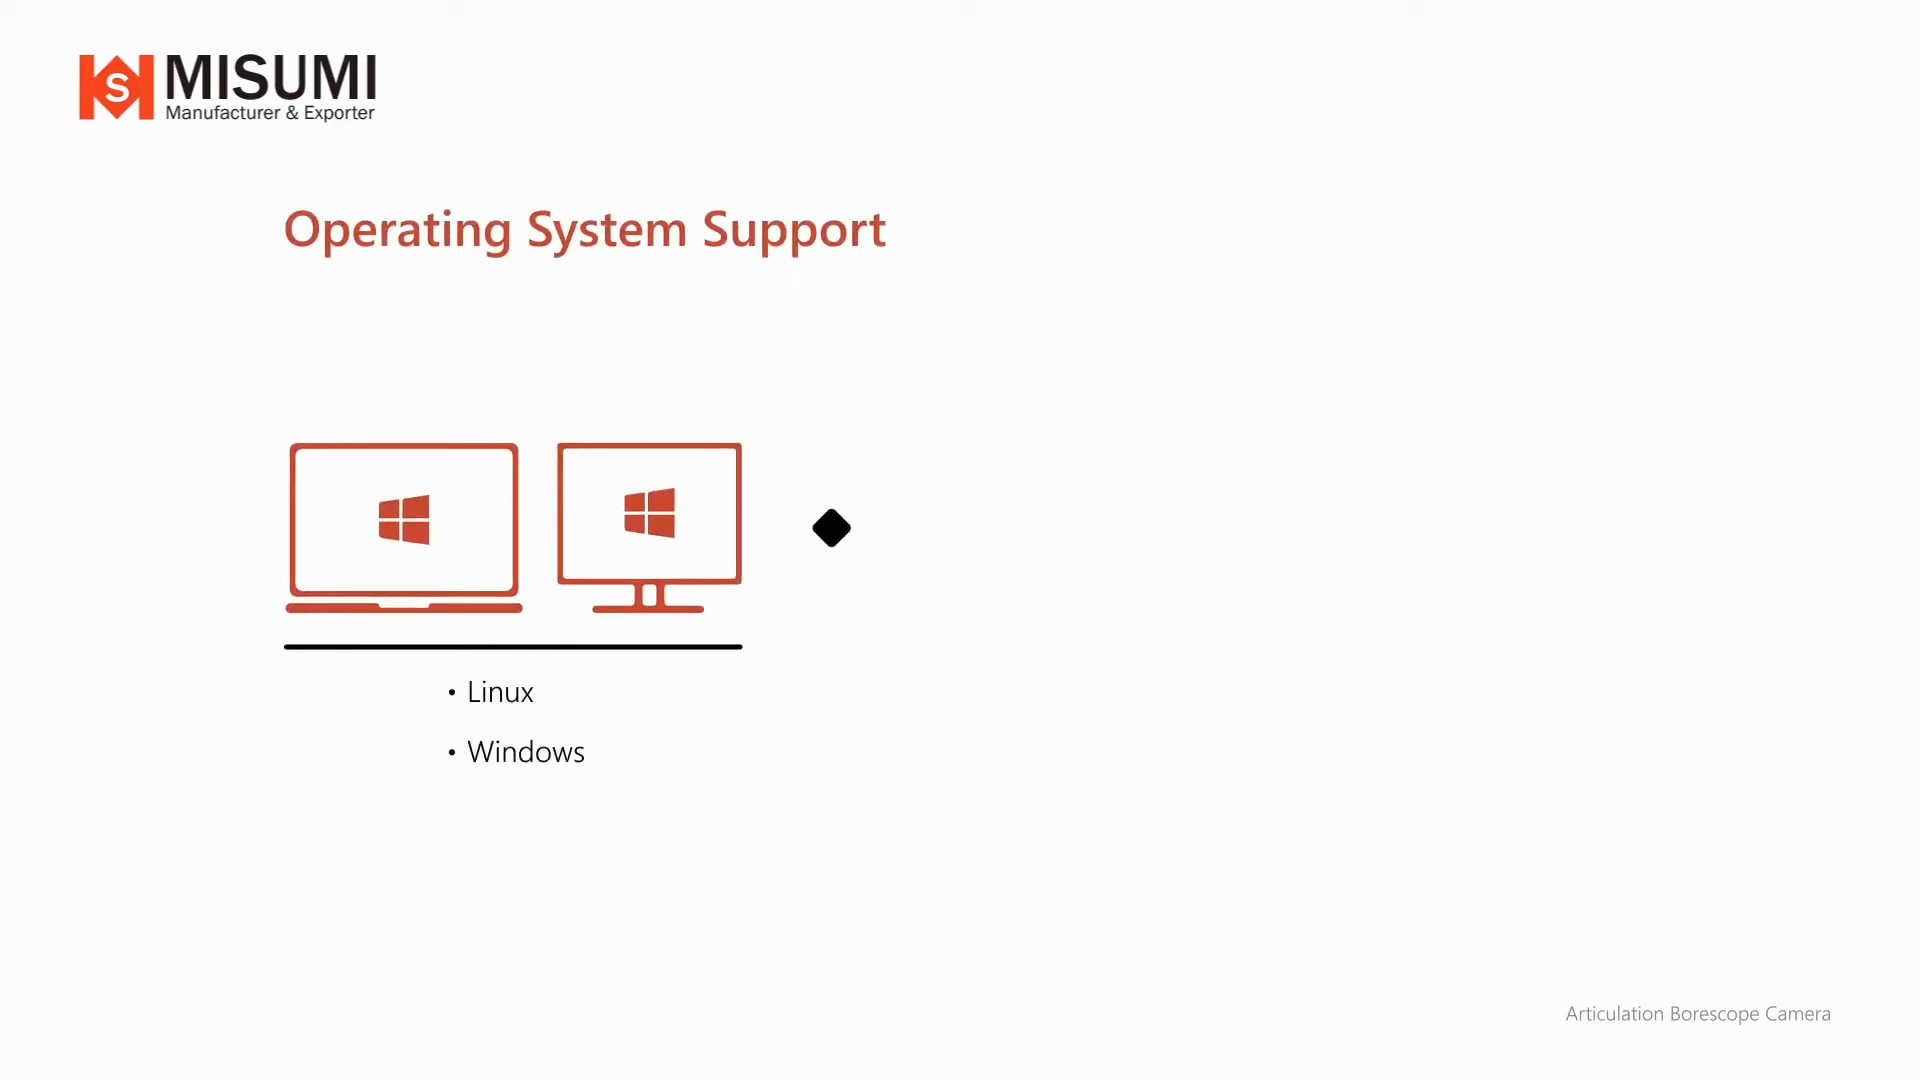 S
MISUMI
Manufacturer & Exporter
Operating System Support
• Linux
• Windows
Articulation Borescope Camera